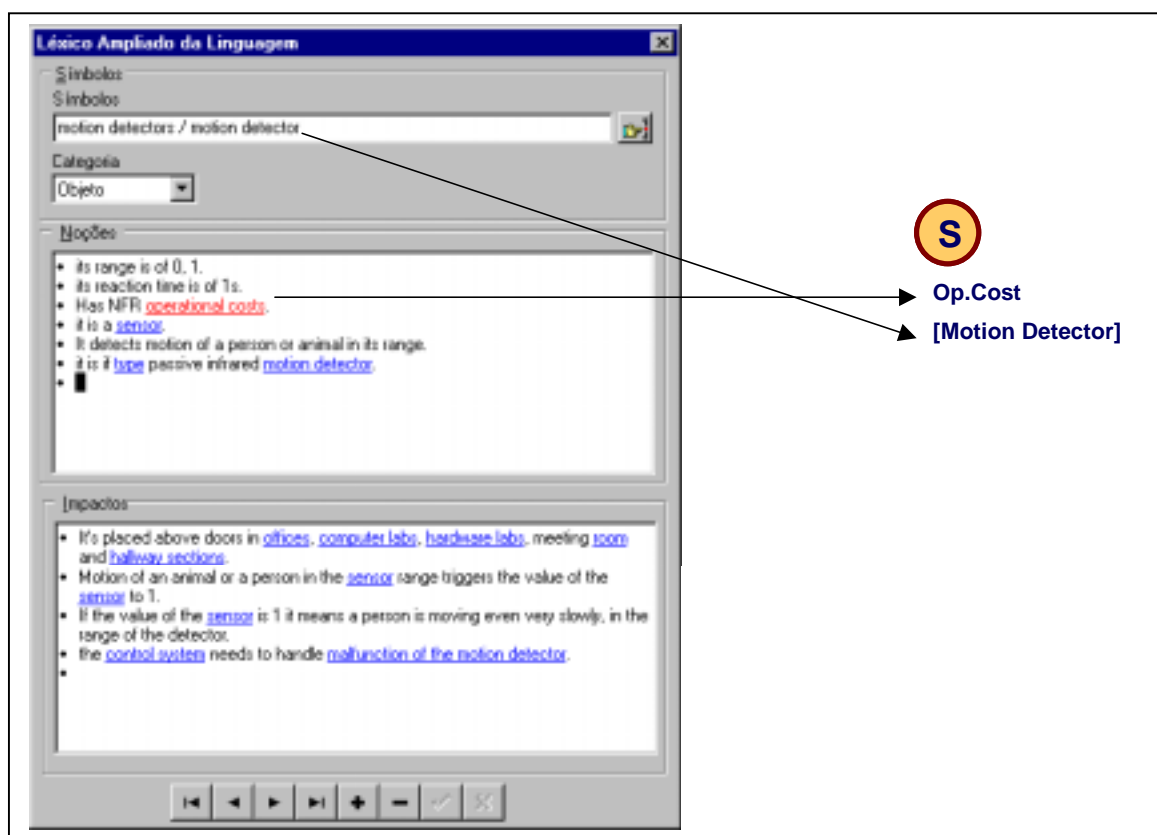 Léxico Ampliado da Linguagem
Símbolos
Símbolos
motion detectors / motion detector
Categoria
Objeto
Noções
• its range is of 0, 1.
• its reaction time is of 1s.
• Has NFR operational costs.
• it is a sensor.
• It detects motion of a person or animal in its range.
• it is if type passive infrared motion detector.
•
Impactos
• It's placed above doors in offices, computer labs, hardware labs, meeting room
and hallway sections.
• Motion of an animal or a person in the sensor range triggers the value of the
sensor to 1.
• If the value of the sensor is 1 it means a person is moving even very slowly, in the
range of the detector.
• the control system needs to handle malfunction of the motion detector.
•
S
Op.Cost
[Motion Detector]